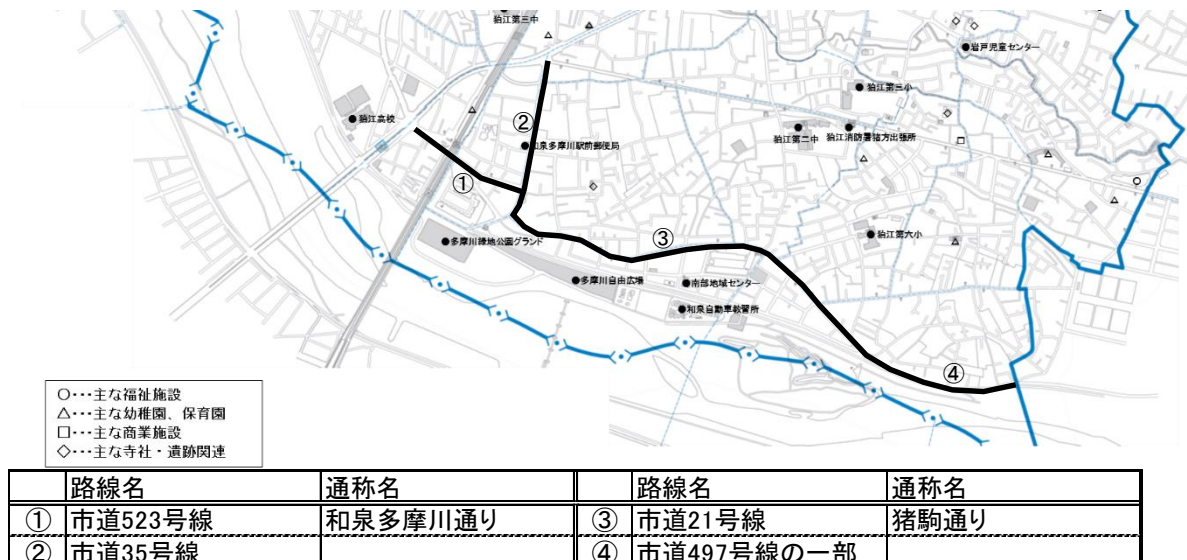 狛江第三中
●岩戸児童センター
●狛江高校
②
●狛江第三小
●狛江第二中
●狛江消防署猪方出張所
●和泉多摩川駅前郵便局
①
③
●狛江第六小
●多摩川緑地公園グランド
●多摩川自由広場
●南部地域センター
●和泉自動車教習所
④
○･･･主な福祉施設
△･･･主な幼稚園、保育園
□･･･主な商業施設
◇･･･主な寺社・遺跡関連
路線名 通称名 路線名 通称名
① 市道523号線 和泉多摩川通り ③ 市道21号線 猪駒通り
② 市道35号線 ④ 市道497号線の一部